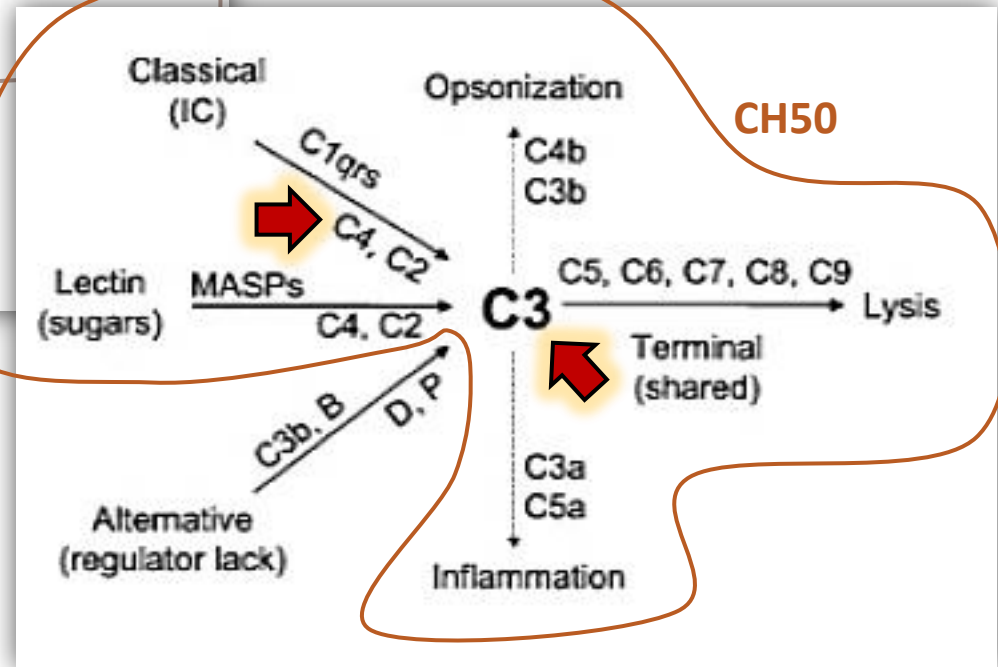 Classical
(IC)
Opsonization
CH50
C1qrs
C4b
C3b
C4, C2
Lectin
(sugars)
MASPs
C4, C2
C3
C5, C6, C7, C8, C9
Lysis
Terminal
(shared)
C3b, B
D, P
C3a
C5a
Alternative
(regulator lack)
Inflammation